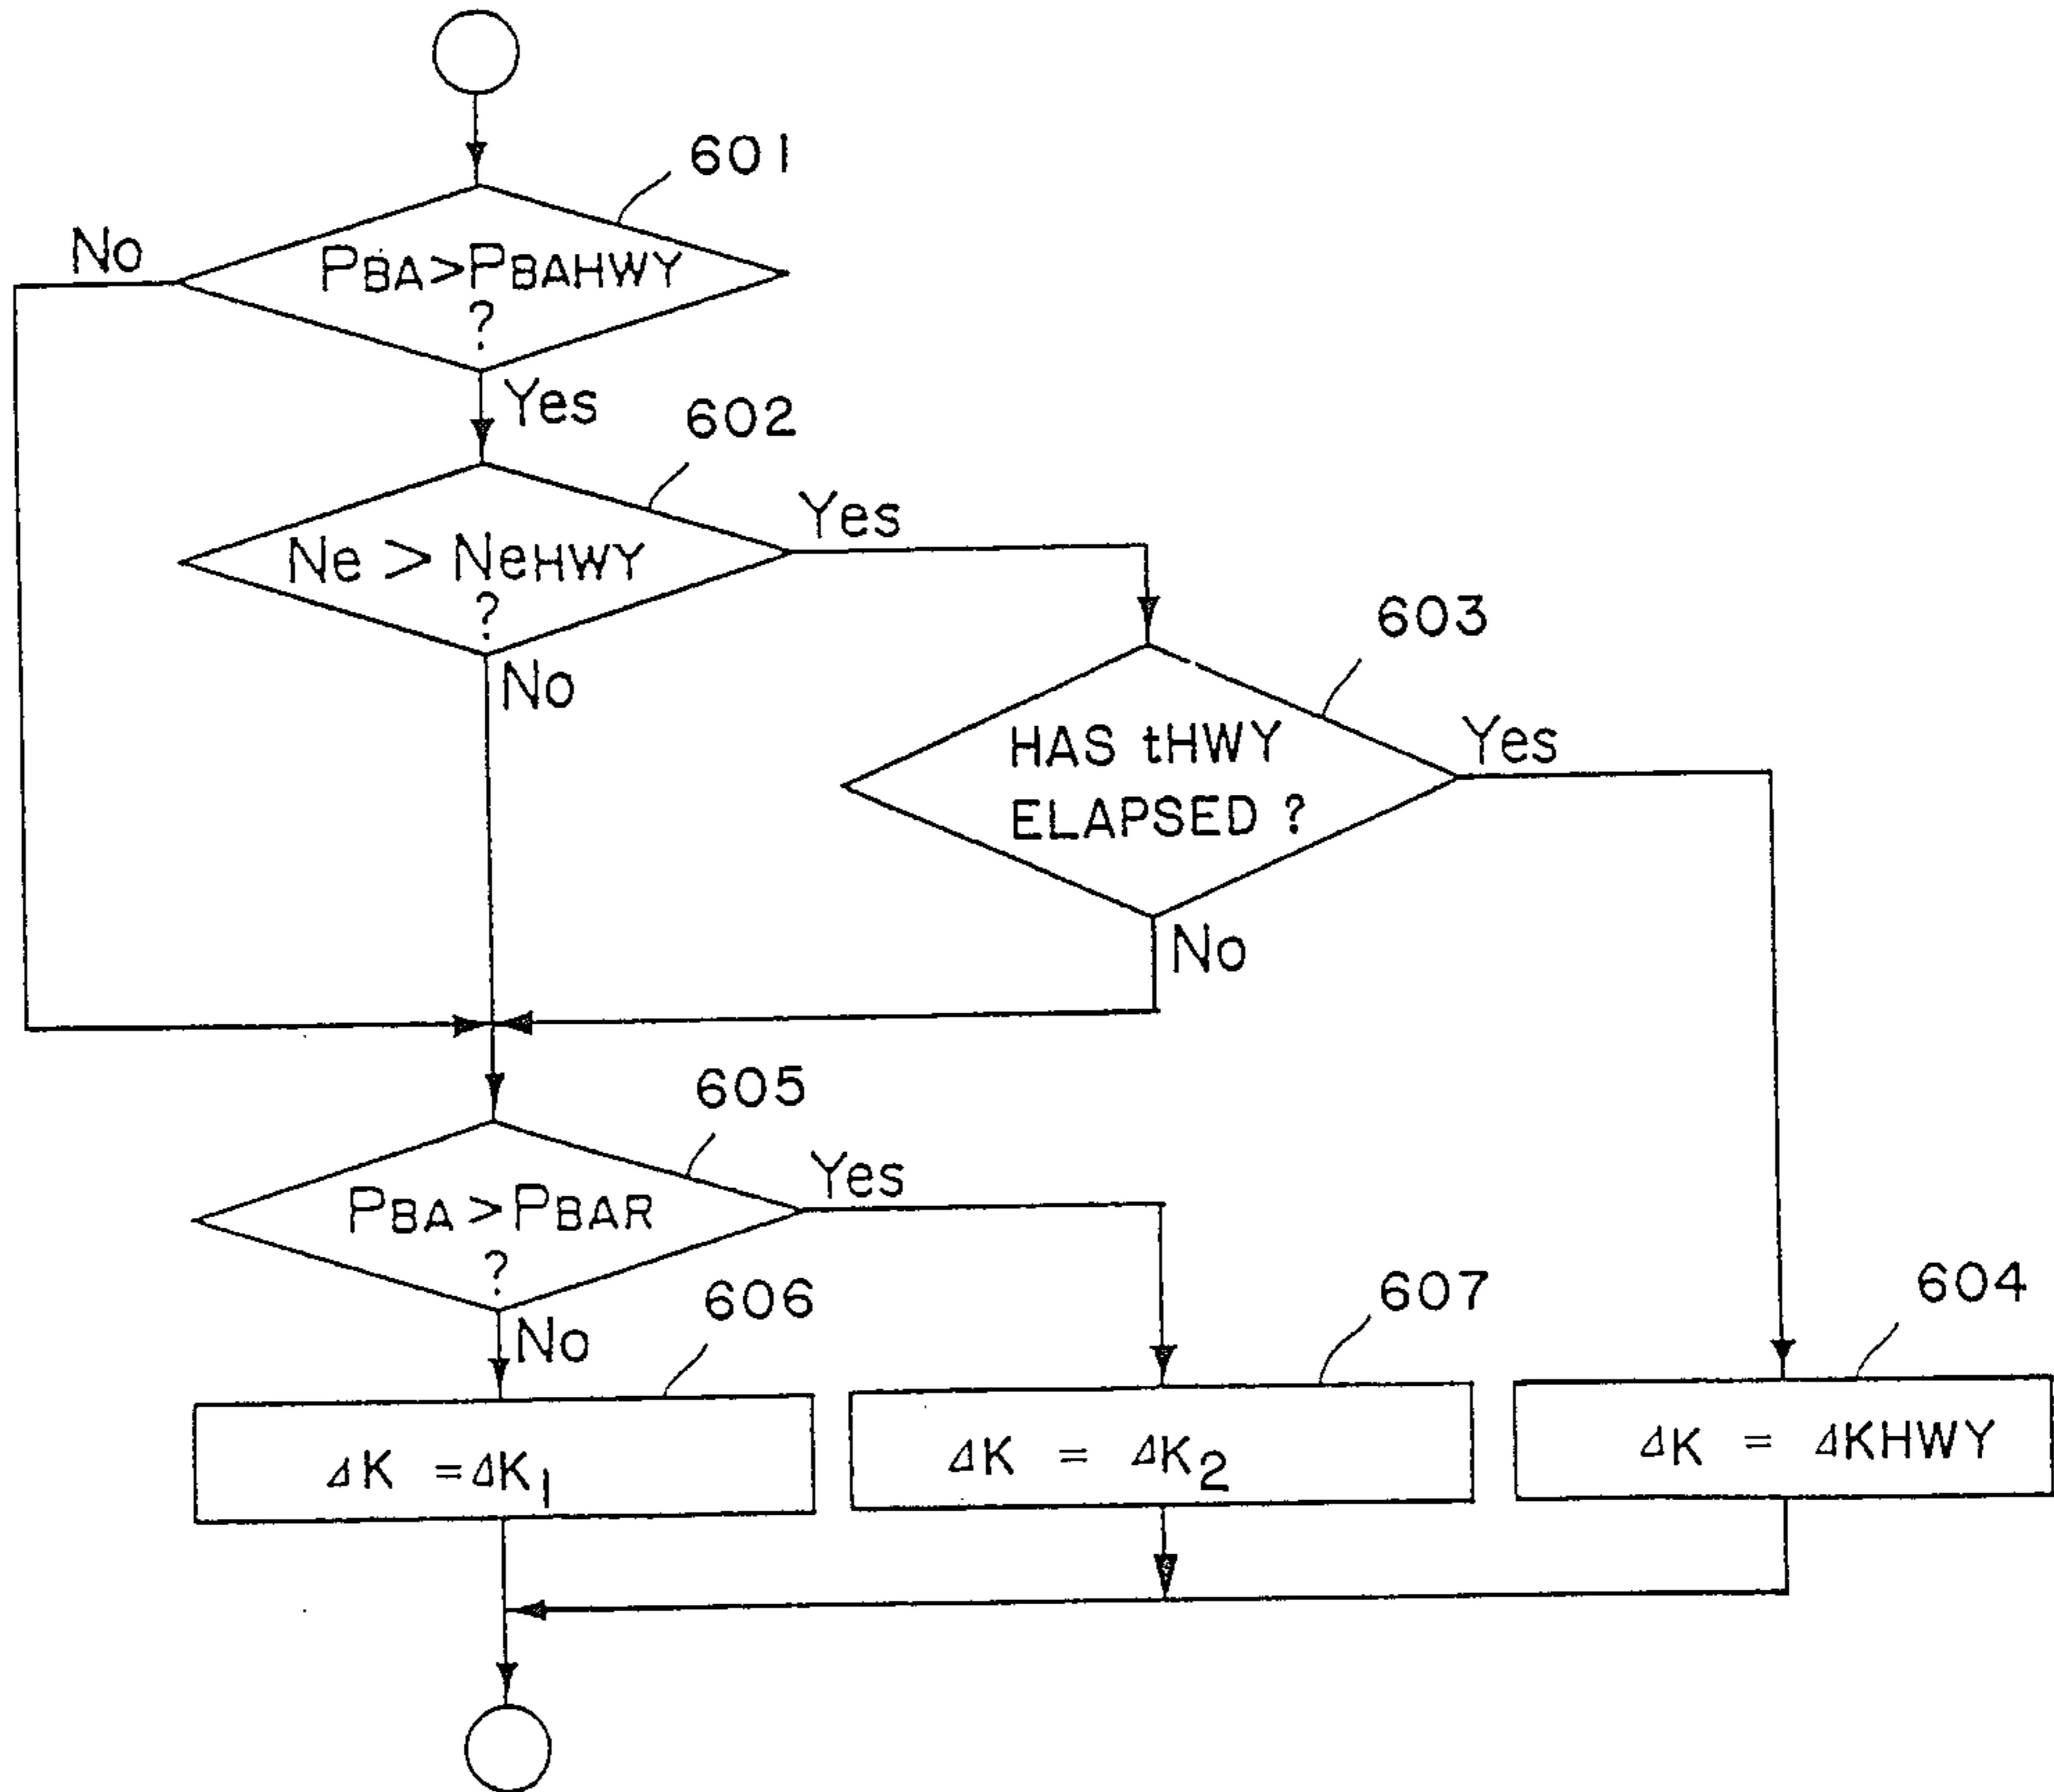 601
No
PBA>PBAHWY
?
Yes
602
Yes
Ne > NeHWY
?
603
No
HAS tHWY
ELAPSED ?
Yes
No
605
Yes
PBA>PBAR
?
606
No
607
604
ΔK =ΔK1
ΔK = ΔK2
ΔK = ΔKHWY